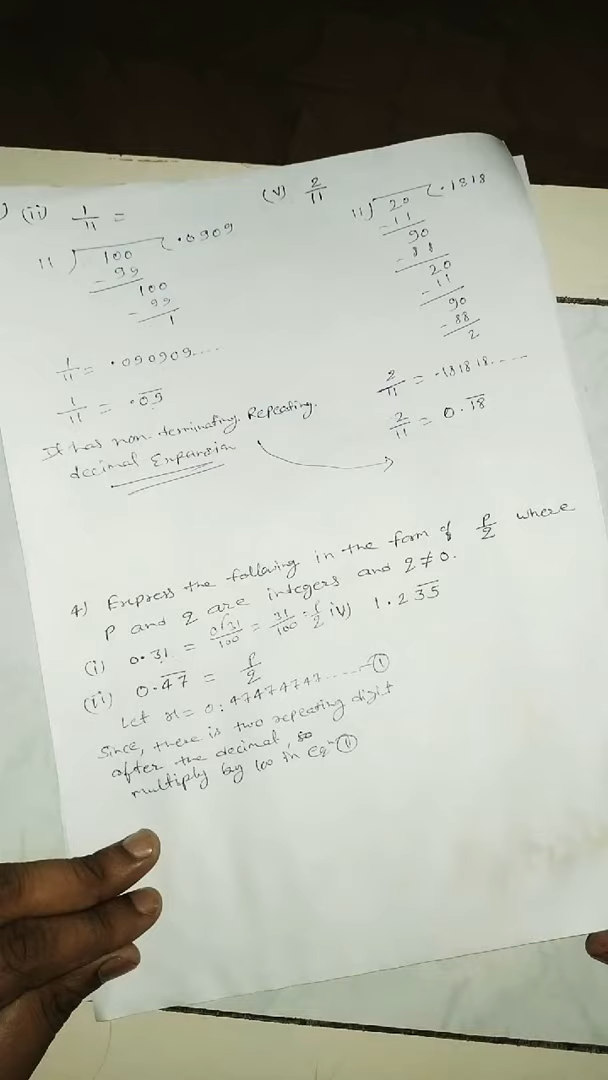 (ii) 1/11 =
11 ) 100 ( .0909
- 99
100
- 99
1
1/11 = .090909....
1/11 = .0̅9̅
It has non-terminating Repeating.
decimal Expansion
(v) 2/11
11 ) 20 ( .1818
- 11
90
- 88
20
- 11
90
- 88
2
2/11 = .181818.....
2/11 = 0.1̅8̅
4) Express the following in the form of p/q where
p and q are integers and q ≠ 0.
(i) 0.31 = 0.31/100 = 31/100 = p/q iv) 1.23̅5̅
(ii) 0.4̅7̅ = p/q
Let x = 0.47474747......-①
Since, there is two repeating digit
after the decimal, so
multiply by 100 in eqⁿ ①